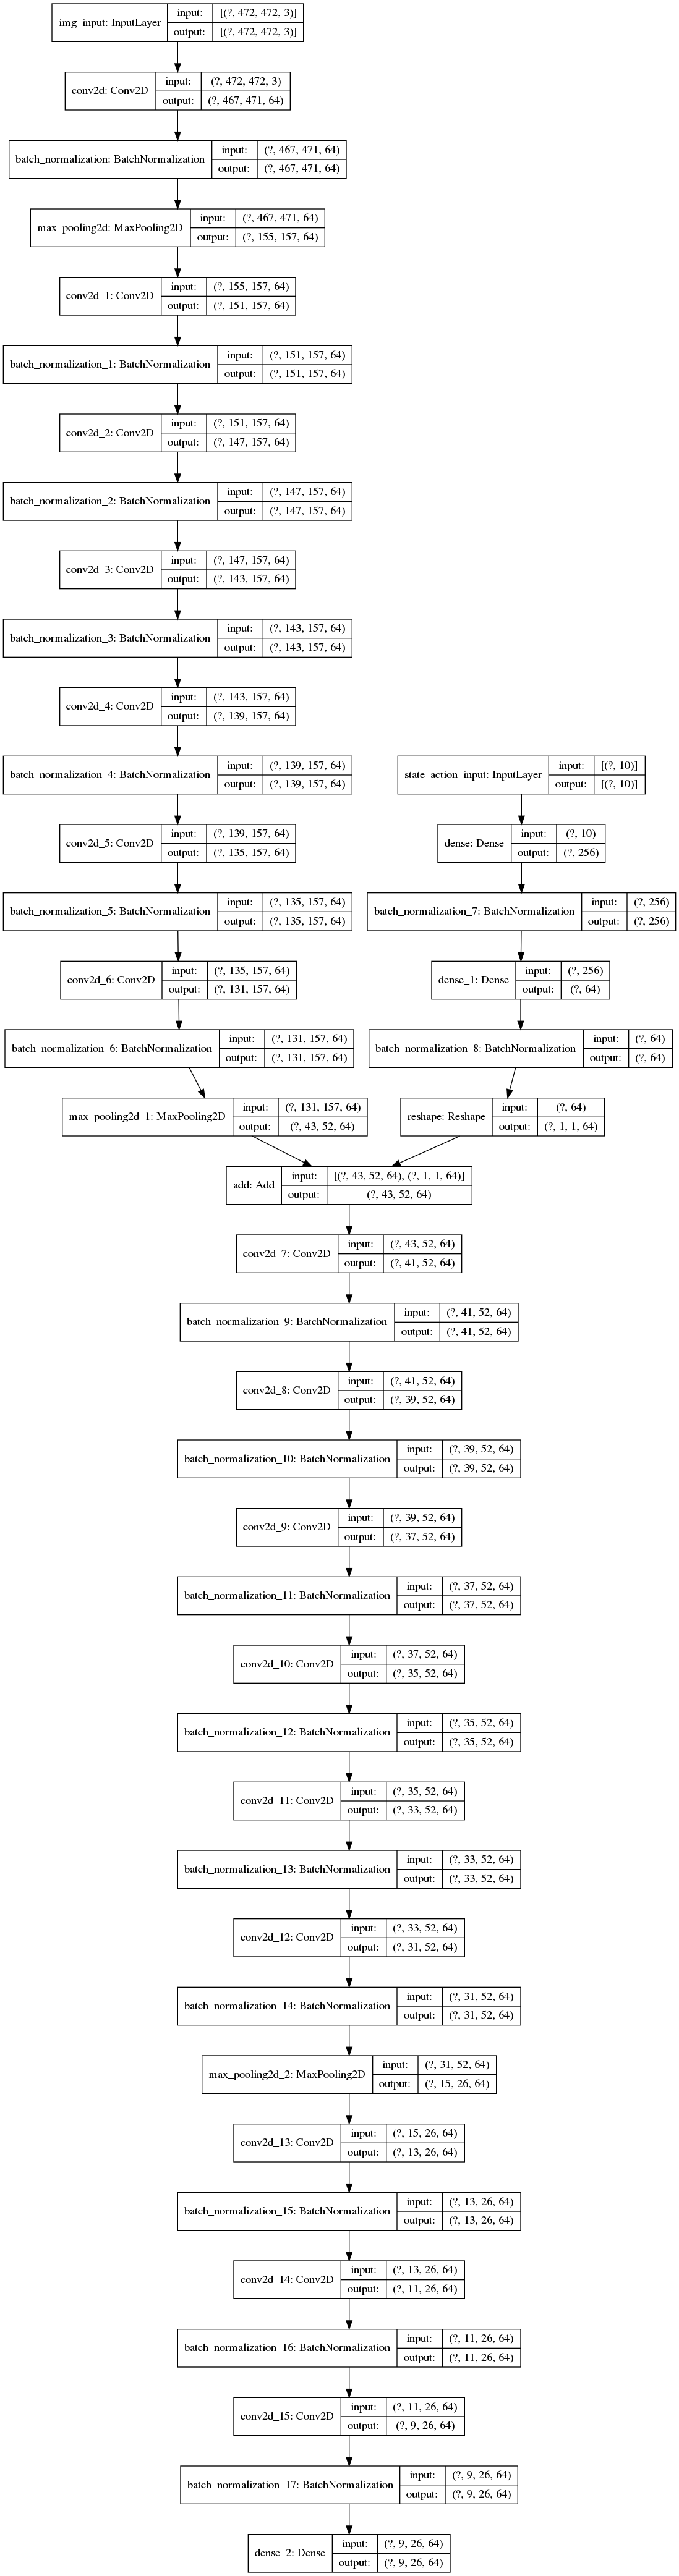 img_input: InputLayer
input: [(?, 472, 472, 3)]
output: [(?, 472, 472, 3)]
conv2d: Conv2D
input: (?, 472, 472, 3)
output: (?, 467, 471, 64)
batch_normalization: BatchNormalization
input: (?, 467, 471, 64)
output: (?, 467, 471, 64)
max_pooling2d: MaxPooling2D
input: (?, 467, 471, 64)
output: (?, 155, 157, 64)
conv2d_1: Conv2D
input: (?, 155, 157, 64)
output: (?, 151, 157, 64)
batch_normalization_1: BatchNormalization
input: (?, 151, 157, 64)
output: (?, 151, 157, 64)
conv2d_2: Conv2D
input: (?, 151, 157, 64)
output: (?, 147, 157, 64)
batch_normalization_2: BatchNormalization
input: (?, 147, 157, 64)
output: (?, 147, 157, 64)
conv2d_3: Conv2D
input: (?, 147, 157, 64)
output: (?, 143, 157, 64)
batch_normalization_3: BatchNormalization
input: (?, 143, 157, 64)
output: (?, 143, 157, 64)
conv2d_4: Conv2D
input: (?, 143, 157, 64)
output: (?, 139, 157, 64)
batch_normalization_4: BatchNormalization
input: (?, 139, 157, 64)
output: (?, 139, 157, 64)
conv2d_5: Conv2D
input: (?, 139, 157, 64)
output: (?, 135, 157, 64)
batch_normalization_5: BatchNormalization
input: (?, 135, 157, 64)
output: (?, 135, 157, 64)
conv2d_6: Conv2D
input: (?, 135, 157, 64)
output: (?, 131, 157, 64)
batch_normalization_6: BatchNormalization
input: (?, 131, 157, 64)
output: (?, 131, 157, 64)
max_pooling2d_1: MaxPooling2D
input: (?, 131, 157, 64)
output: (?, 43, 52, 64)
state_action_input: InputLayer
input: [(?, 10)]
output: [(?, 10)]
dense: Dense
input: (?, 10)
output: (?, 256)
batch_normalization_7: BatchNormalization
input: (?, 256)
output: (?, 256)
dense_1: Dense
input: (?, 256)
output: (?, 64)
batch_normalization_8: BatchNormalization
input: (?, 64)
output: (?, 64)
reshape: Reshape
input: (?, 64)
output: (?, 1, 1, 64)
add: Add
input: [(?, 43, 52, 64), (?, 1, 1, 64)]
output: (?, 43, 52, 64)
conv2d_7: Conv2D
input: (?, 43, 52, 64)
output: (?, 41, 52, 64)
batch_normalization_9: BatchNormalization
input: (?, 41, 52, 64)
output: (?, 41, 52, 64)
conv2d_8: Conv2D
input: (?, 41, 52, 64)
output: (?, 39, 52, 64)
batch_normalization_10: BatchNormalization
input: (?, 39, 52, 64)
output: (?, 39, 52, 64)
conv2d_9: Conv2D
input: (?, 39, 52, 64)
output: (?, 37, 52, 64)
batch_normalization_11: BatchNormalization
input: (?, 37, 52, 64)
output: (?, 37, 52, 64)
conv2d_10: Conv2D
input: (?, 37, 52, 64)
output: (?, 35, 52, 64)
batch_normalization_12: BatchNormalization
input: (?, 35, 52, 64)
output: (?, 35, 52, 64)
conv2d_11: Conv2D
input: (?, 35, 52, 64)
output: (?, 33, 52, 64)
batch_normalization_13: BatchNormalization
input: (?, 33, 52, 64)
output: (?, 33, 52, 64)
conv2d_12: Conv2D
input: (?, 33, 52, 64)
output: (?, 31, 52, 64)
batch_normalization_14: BatchNormalization
input: (?, 31, 52, 64)
output: (?, 31, 52, 64)
max_pooling2d_2: MaxPooling2D
input: (?, 31, 52, 64)
output: (?, 15, 26, 64)
conv2d_13: Conv2D
input: (?, 15, 26, 64)
output: (?, 13, 26, 64)
batch_normalization_15: BatchNormalization
input: (?, 13, 26, 64)
output: (?, 13, 26, 64)
conv2d_14: Conv2D
input: (?, 13, 26, 64)
output: (?, 11, 26, 64)
batch_normalization_16: BatchNormalization
input: (?, 11, 26, 64)
output: (?, 11, 26, 64)
conv2d_15: Conv2D
input: (?, 11, 26, 64)
output: (?, 9, 26, 64)
batch_normalization_17: BatchNormalization
input: (?, 9, 26, 64)
output: (?, 9, 26, 64)
dense_2: Dense
input: (?, 9, 26, 64)
output: (?, 9, 26, 64)